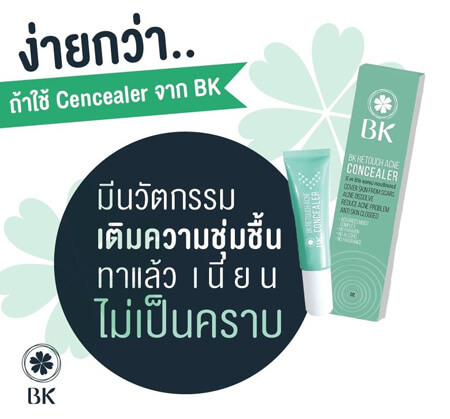 ง่ายกว่า..
ถ้าใช้ Cencealer จาก BK
มีนวัตกรรม
เติมความชุ่มชื้น
ทาแล้ว เนียน
ไม่เป็นคราบ
BK
BK RETOUCH ACNE
CONCEALER
COVER SKIN FROM SCARS
ACNE DISSOLVE
REDUCE ACNE PROBLEM
ANTI SKIN CLOGGED
BK RETOUCH ACNE
CONCEALER
BK